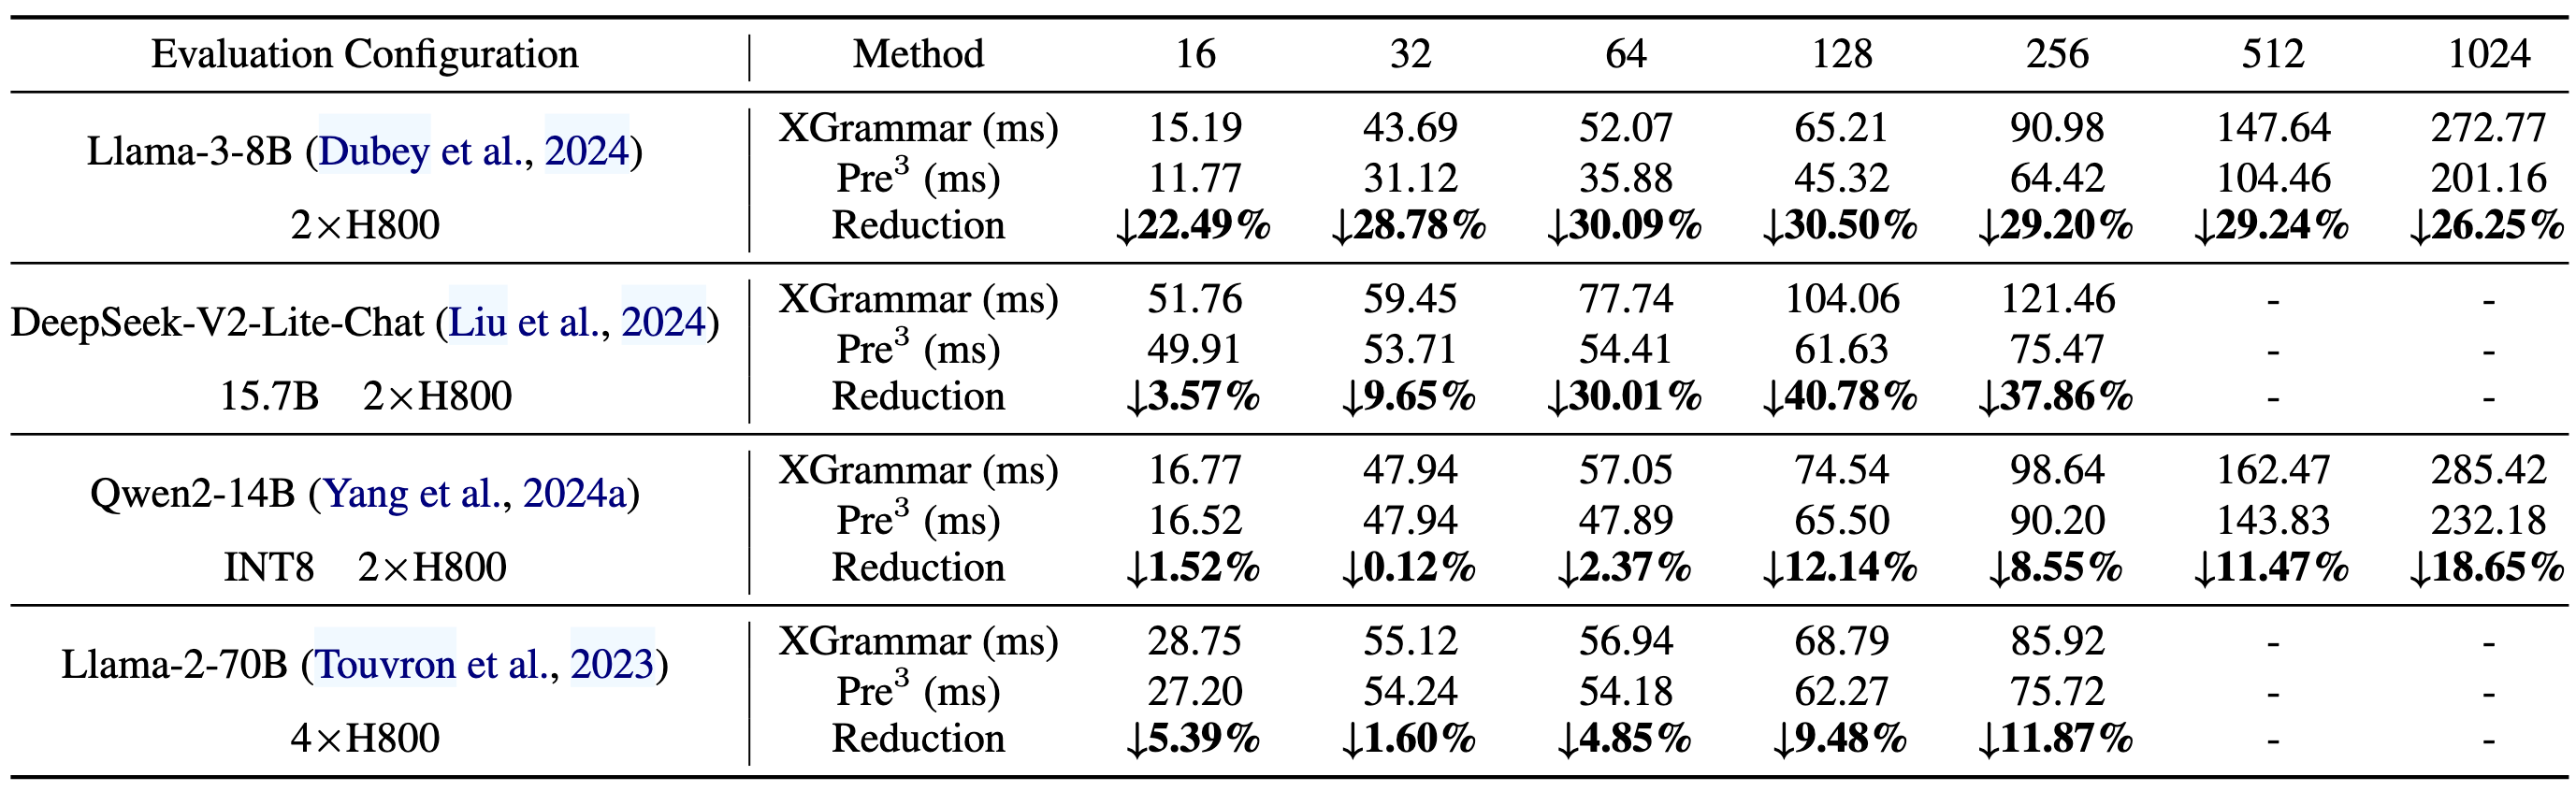 Evaluation Configuration Method 16 32 64 128 256 512 1024
XGrammar (ms) 15.19 43.69 52.07 65.21 90.98 147.64 272.77
Llama-3-8B (Dubey et al., 2024)
Pre³ (ms) 11.77 31.12 35.88 45.32 64.42 104.46 201.16
2×H800 Reduction ↓22.49% ↓28.78% ↓30.09% ↓30.50% ↓29.20% ↓29.24% ↓26.25%
XGrammar (ms) 51.76 59.45 77.74 104.06 121.46 - -
DeepSeek-V2-Lite-Chat (Liu et al., 2024)
Pre³ (ms) 49.91 53.71 54.41 61.63 75.47 - -
15.7B 2×H800 Reduction ↓3.57% ↓9.65% ↓30.01% ↓40.78% ↓37.86% - -
XGrammar (ms) 16.77 47.94 57.05 74.54 98.64 162.47 285.42
Qwen2-14B (Yang et al., 2024a)
Pre³ (ms) 16.52 47.94 47.89 65.50 90.20 143.83 232.18
INT8 2×H800 Reduction ↓1.52% ↓0.12% ↓2.37% ↓12.14% ↓8.55% ↓11.47% ↓18.65%
XGrammar (ms) 28.75 55.12 56.94 68.79 85.92 - -
Llama-2-70B (Touvron et al., 2023)
Pre³ (ms) 27.20 54.24 54.18 62.27 75.72 - -
4×H800 Reduction ↓5.39% ↓1.60% ↓4.85% ↓9.48% ↓11.87% - -